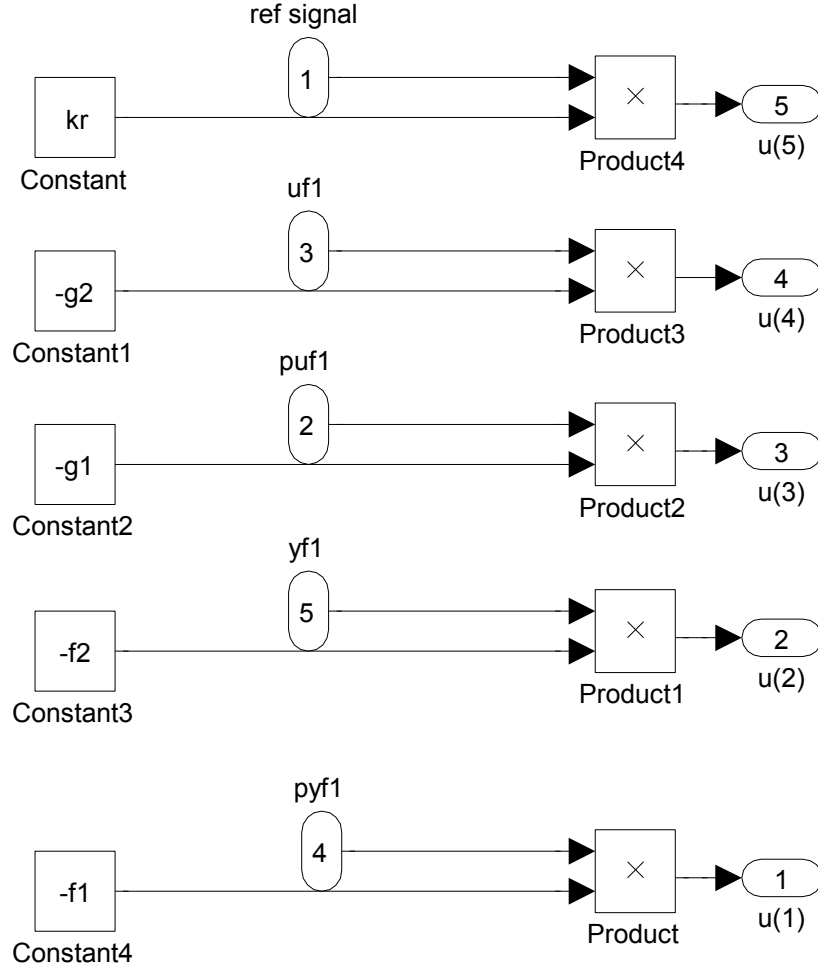 ref signal
1
kr
×
5
Constant
Product4
u(5)
uf1
3
-g2
×
4
Constant1
Product3
u(4)
puf1
2
-g1
×
3
Constant2
Product2
u(3)
yf1
5
-f2
×
2
Constant3
Product1
u(2)
pyf1
4
-f1
×
1
Constant4
Product
u(1)